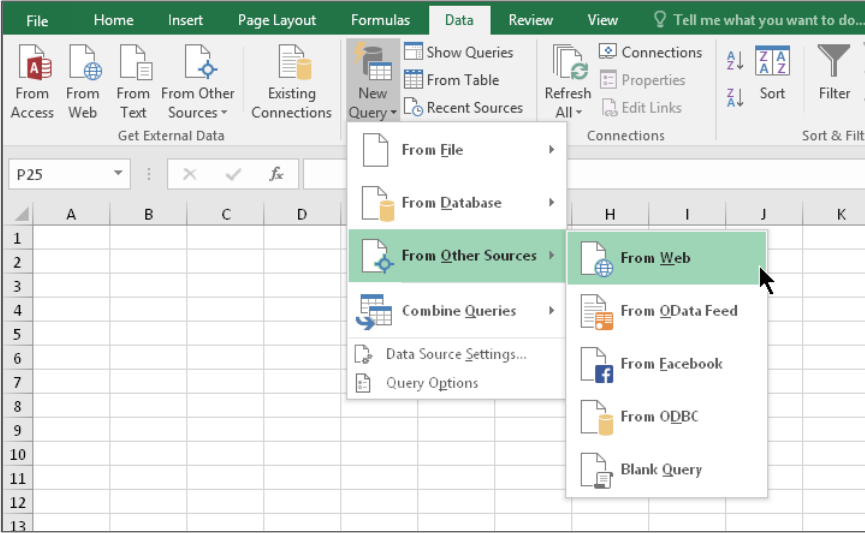 File Home Insert Page Layout Formulas Data Review View Tell me what you want to do...
From Access
From Web
From Text
From Other Sources
Existing Connections
New Query
Show Queries
From Table
Recent Sources
Refresh All
Connections
Properties
Edit Links
Sort
Filter
Get External Data
Connections
Sort & Filt
P25
fx
A B C D H I J K
1
2
3
4
5
6
7
8
9
10
11
12
13
From File
From Database
From Other Sources
Combine Queries
Data Source Settings...
Query Options
From Web
From OData Feed
From Facebook
From ODBC
Blank Query